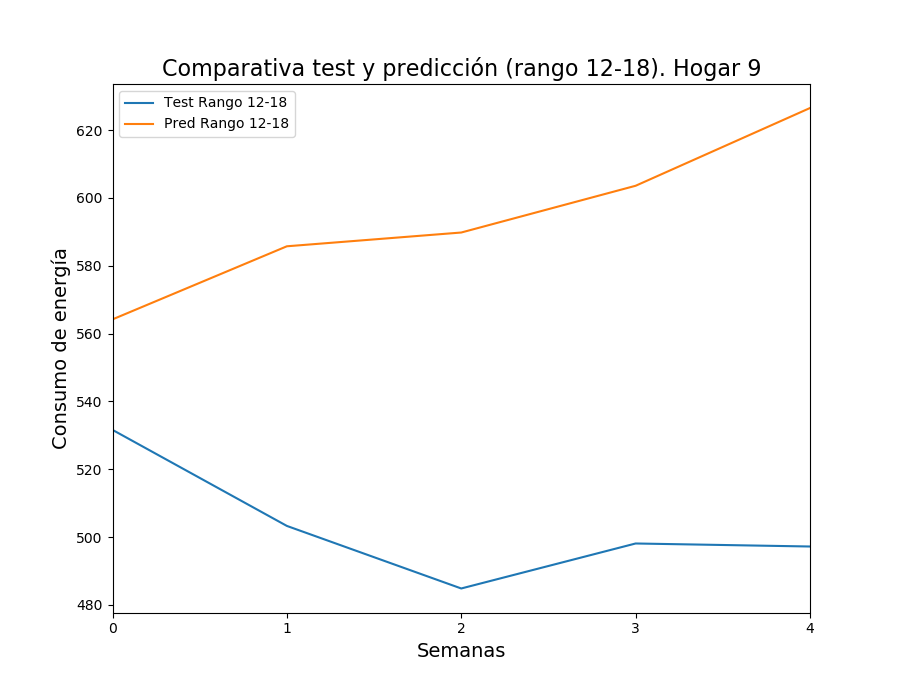 Comparativa test y predicción (rango 12-18). Hogar 9
Test Rango 12-18
Pred Rango 12-18
Consumo de energía
620
600
580
560
540
520
500
480
0 1 2 3 4
Semanas